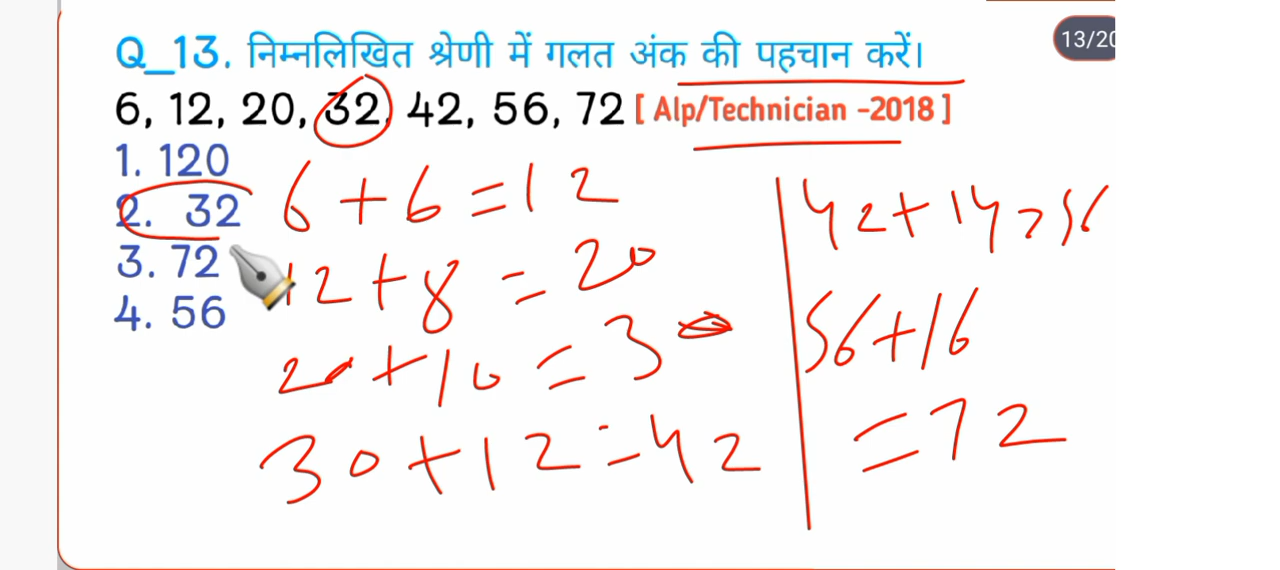 13/20
Q_13. निम्नलिखित श्रेणी में गलत अंक की पहचान करें।
6, 12, 20, 32, 42, 56, 72 [ Alp/Technician -2018 ]
1. 120
2. 32
3. 72
4. 56
6 + 6 = 12
12 + 8 = 20
20 + 10 = 30
30 + 12 = 42
42 + 14 = 56
56 + 16
= 72